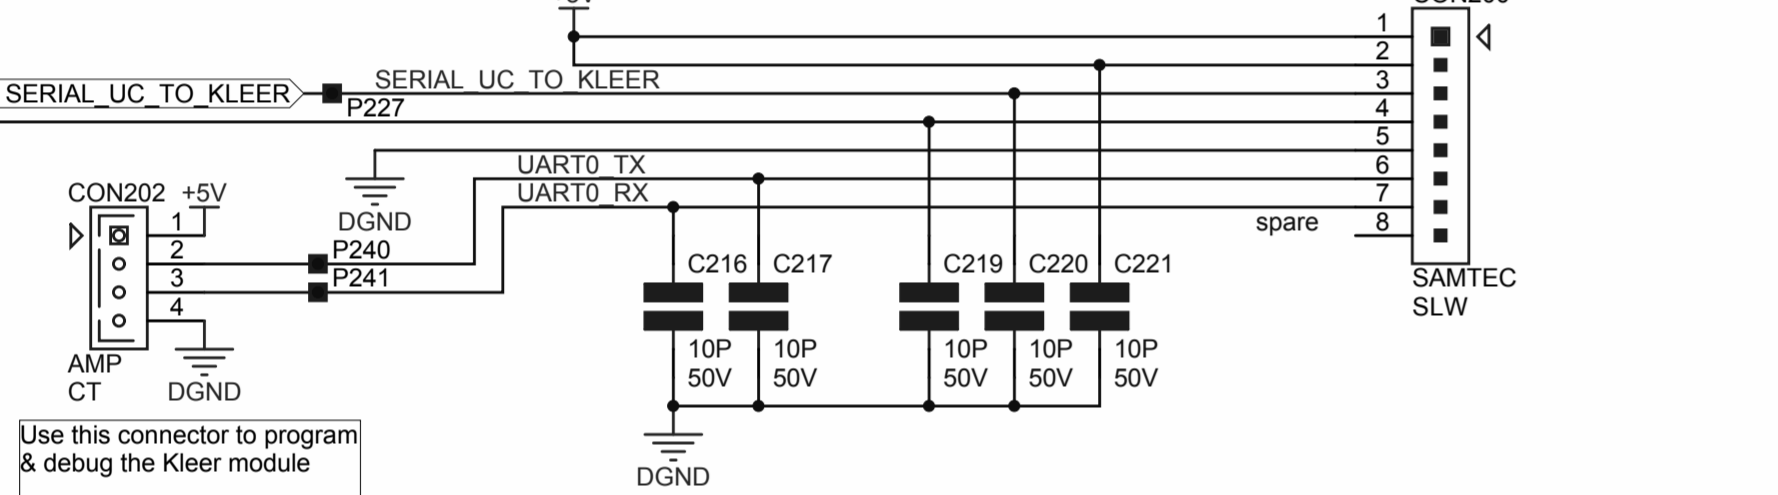 1
2
SERIAL_UC_TO_KLEER
SERIAL_UC_TO_KLEER
3
P227
4
5
UART0_TX
6
CON202
+5V
UART0_RX
7
1
DGND
spare
8
2
P240
C216
C217
C219
C220
C221
3
P241
SAMTEC
4
SLW
AMP
10P
10P
10P
10P
10P
CT
DGND
50V
50V
50V
50V
50V
Use this connector to program
& debug the Kleer module
DGND